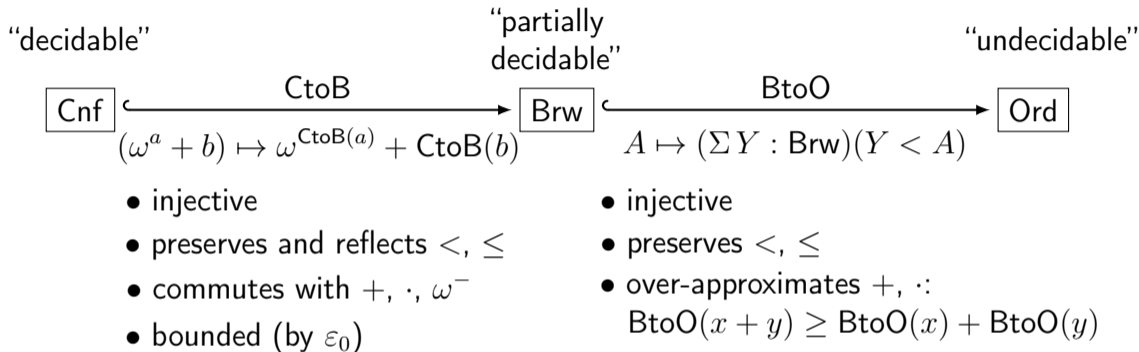 “decidable”
“partially
decidable”
“undecidable”
Cnf
CtoB
Brw
BtoO
Ord
(ω^a + b) ↦ ω^{CtoB(a)} + CtoB(b)
A ↦ (Σ Y : Brw)(Y < A)
• injective
• preserves and reflects <, ≤
• commutes with +, ·, ω^−
• bounded (by ε₀)
• injective
• preserves <, ≤
• over-approximates +, ·:
BtoO(x + y) ≥ BtoO(x) + BtoO(y)